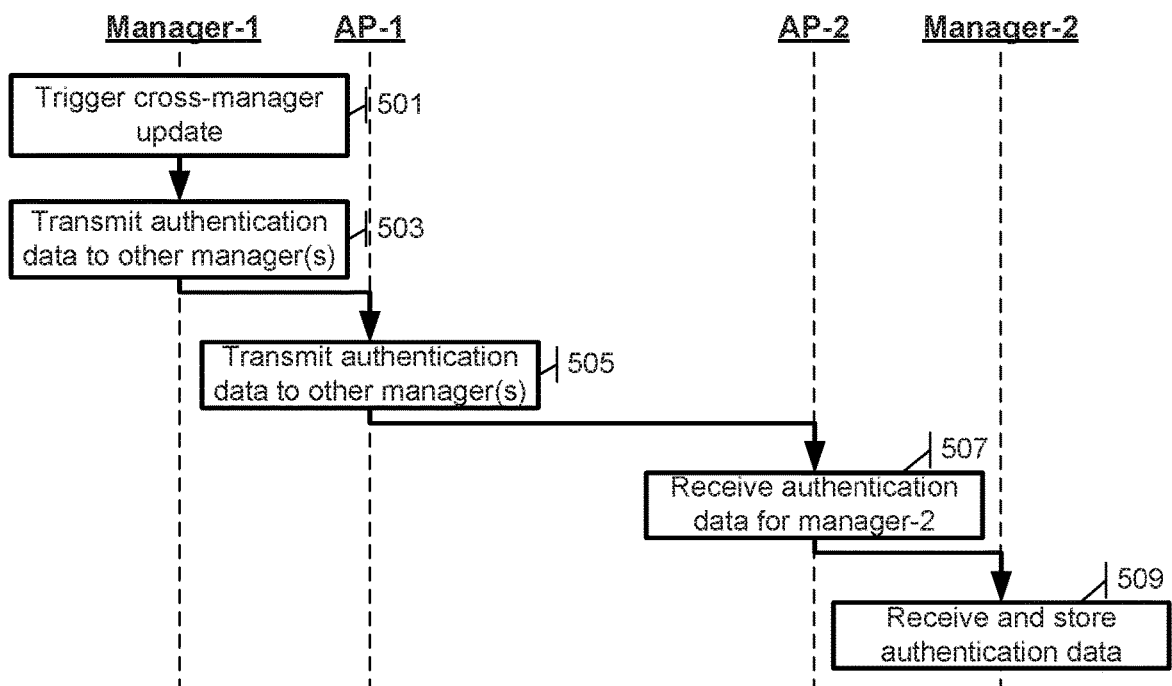 Manager-1 AP-1 AP-2 Manager-2
Trigger cross-manager
update
501
Transmit authentication
data to other manager(s)
503
Transmit authentication
data to other manager(s)
505
507
Receive authentication
data for manager-2
509
Receive and store
authentication data